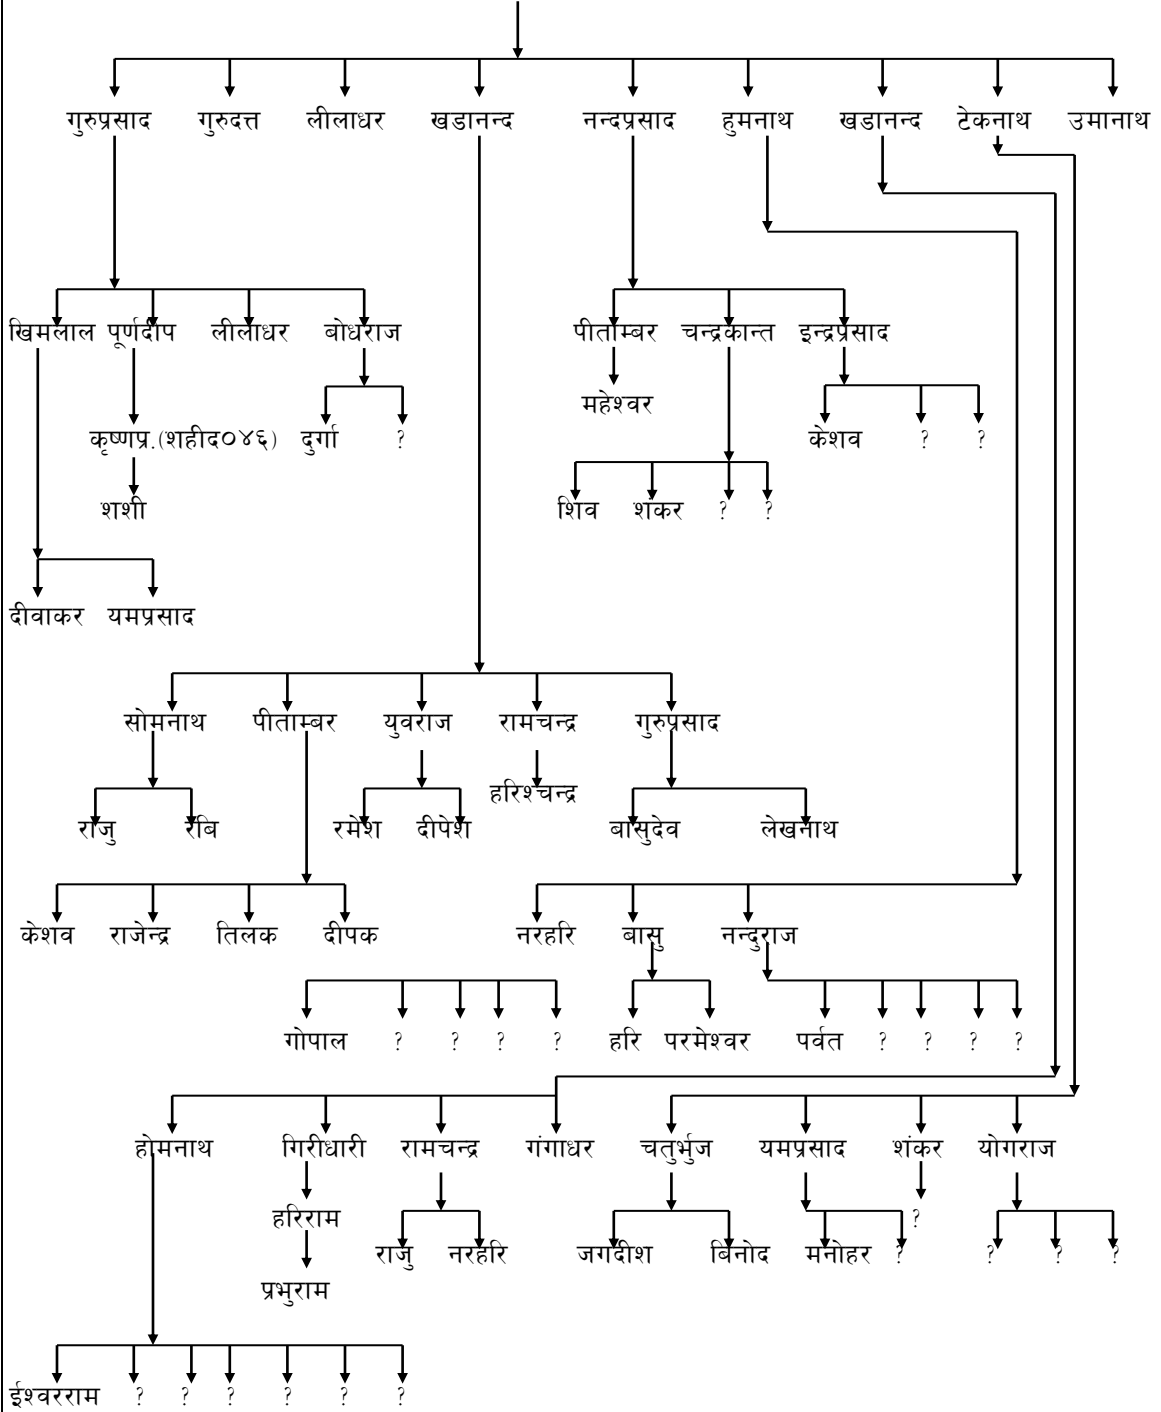 गुरुप्रसाद गुरुदत्त लीलाधर खडानन्द नन्दप्रसाद हुमनाथ खडानन्द टेकनाथ उमानाथ
खिमलाल पूर्णदीप लीलाधर बोधराज पीताम्बर चन्द्रकान्त इन्द्रप्रसाद
महेश्वर
कृष्णप्र.(शहीद०४६) दुर्गा ? केशव ? ?
शशी शिव शंकर ? ?
दीवाकर यमप्रसाद
सोमनाथ पीताम्बर युवराज रामचन्द्र गुरुप्रसाद
हरिश्चन्द्र
राजु रबि रमेश दीपेश बासुदेव लेखनाथ
केशव राजेन्द्र तिलक दीपक नरहरि बासु नन्दुराज
गोपाल ? ? ? ? हरि परमेश्वर पर्वत ? ? ? ?
होमनाथ गिरीधारी रामचन्द्र गंगाधर चतुर्भुज यमप्रसाद शंकर योगराज
हरिराम ?
राजु नरहरि जगदीश बिनोद मनोहर ? ? ? ?
प्रभुराम
ईश्वरराम ? ? ? ? ? ?